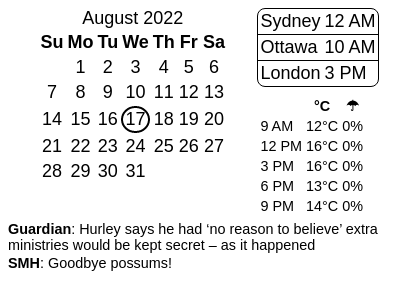 August 2022
Su Mo Tu We Th Fr Sa
1 2 3 4 5 6
7 8 9 10 11 12 13
14 15 16 17 18 19 20
21 22 23 24 25 26 27
28 29 30 31
Sydney 12 AM
Ottawa 10 AM
London 3 PM
°C ☂
9 AM 12°C 0%
12 PM 16°C 0%
3 PM 16°C 0%
6 PM 13°C 0%
9 PM 14°C 0%
Guardian: Hurley says he had ‘no reason to believe’ extra
ministries would be kept secret – as it happened
SMH: Goodbye possums!